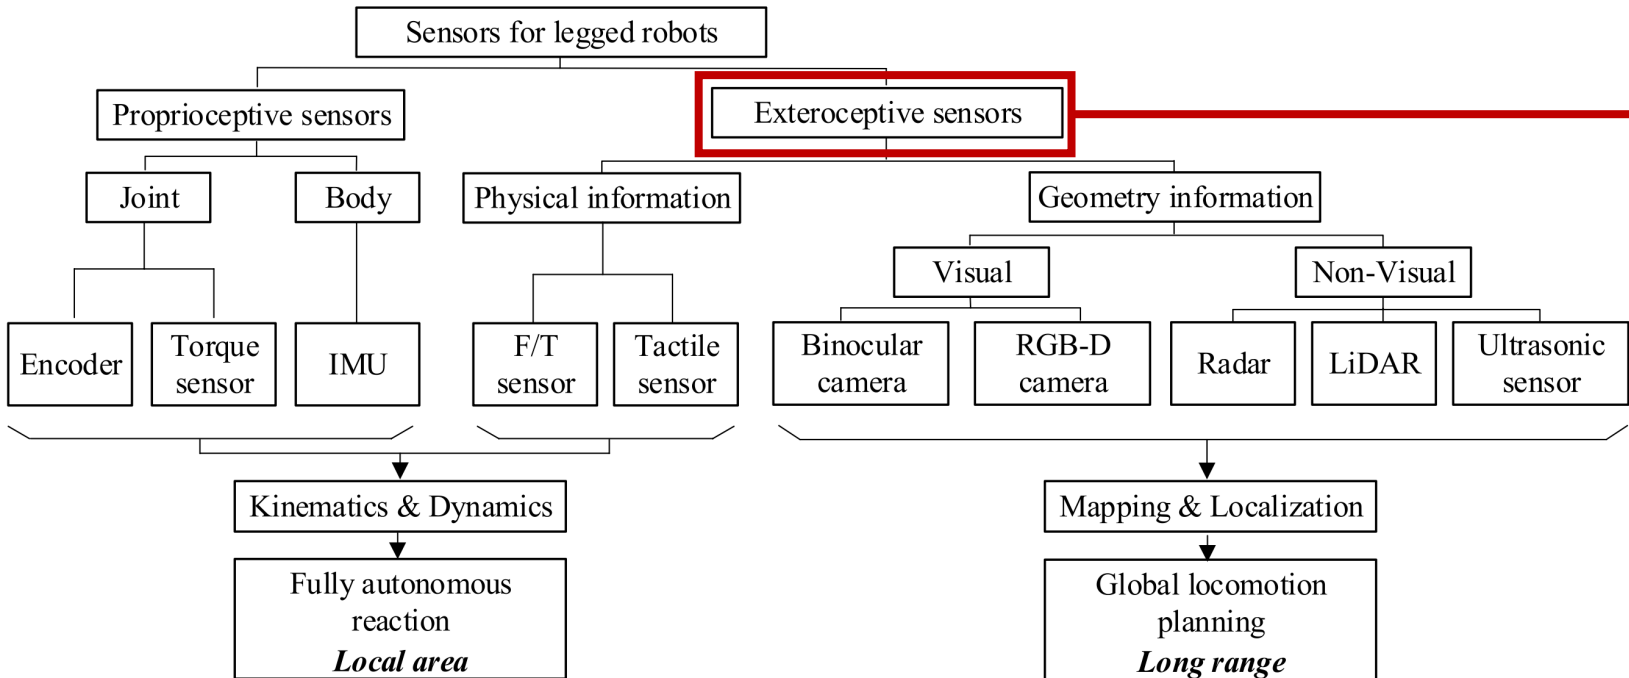 Sensors for legged robots
Proprioceptive sensors
Exteroceptive sensors
Joint
Body
Physical information
Geometry information
Visual
Non-Visual
Encoder
Torque
sensor
IMU
F/T
sensor
Tactile
sensor
Binocular
camera
RGB-D
camera
Radar
LiDAR
Ultrasonic
sensor
Kinematics & Dynamics
Mapping & Localization
Fully autonomous
reaction
Local area
Global locomotion
planning
Long range